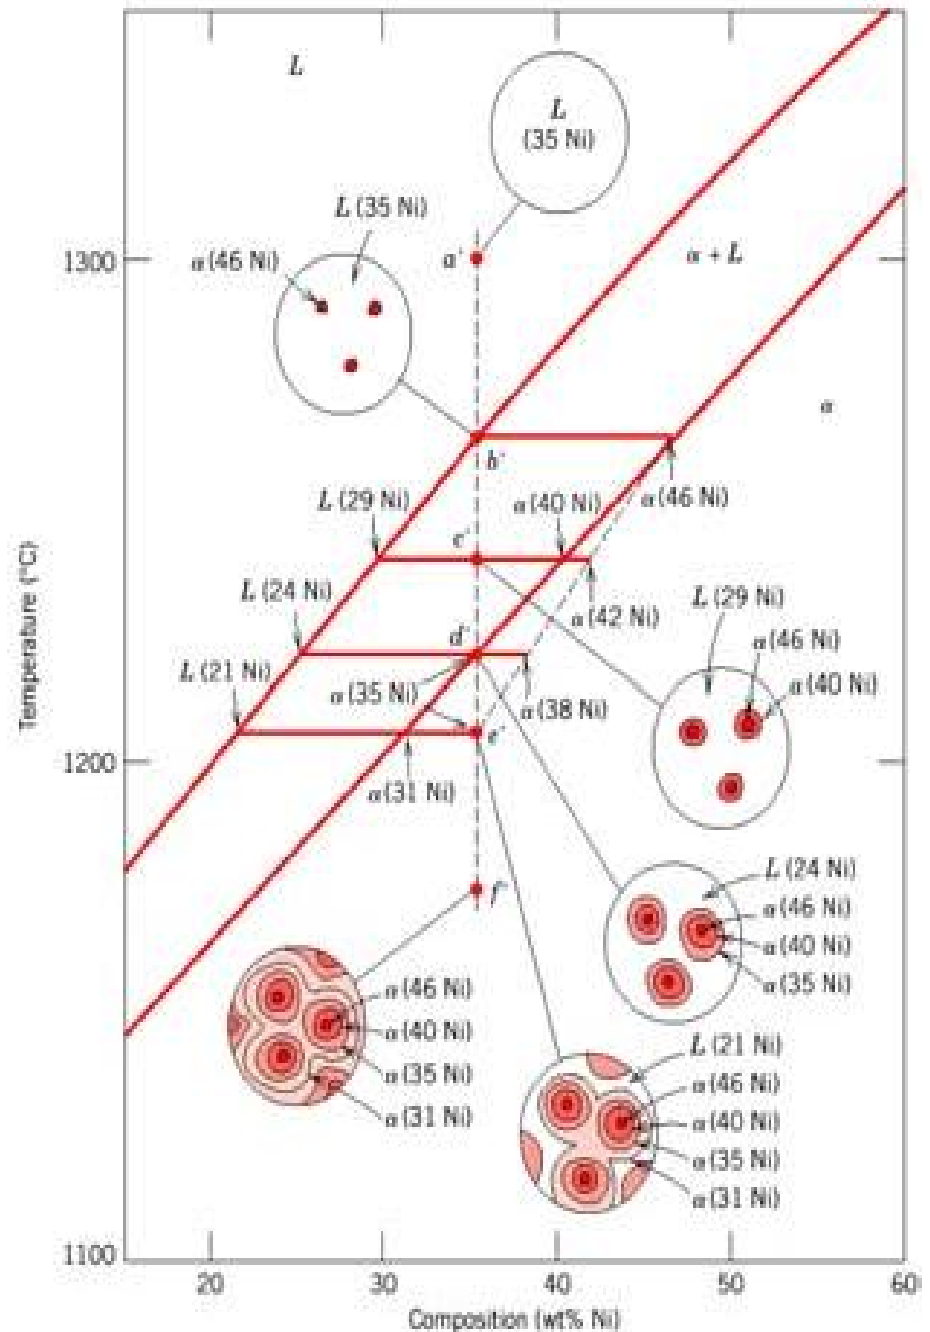 L
L
(35 Ni)
L (35 Ni)
α (46 Ni)
a'
α + L
1300
α
b'
L (29 Ni)
α (40 Ni)
α (46 Ni)
c'
L (24 Ni)
α (42 Ni)
L (29 Ni)
d'
α (46 Ni)
L (21 Ni)
α (35 Ni)
α (40 Ni)
α (38 Ni)
e'
Temperature (°C)
1200
α (31 Ni)
L (24 Ni)
f'
α (46 Ni)
α (40 Ni)
α (35 Ni)
α (46 Ni)
α (40 Ni)
α (35 Ni)
α (31 Ni)
L (21 Ni)
α (46 Ni)
α (40 Ni)
α (35 Ni)
α (31 Ni)
1100
20
30
40
50
60
Composition (wt% Ni)